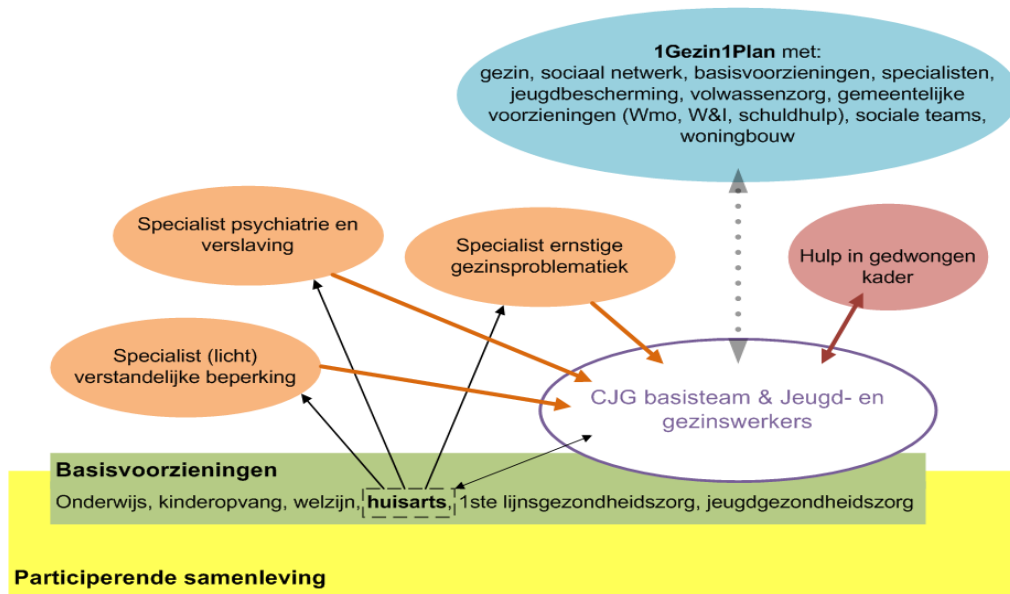 1Gezin1Plan met:
gezin, sociaal netwerk, basisvoorzieningen, specialisten,
jeugdbescherming, volwassenzorg, gemeentelijke
voorzieningen (Wmo, W&I, schuldhulp), sociale teams,
woningbouw
Specialist psychiatrie en
verslaving
Specialist ernstige
gezinsproblematiek
Hulp in gedwongen
kader
Specialist (licht)
verstandelijke beperking
CJG basisteam & Jeugd- en
gezinswerkers
Basisvoorzieningen
Onderwijs, kinderopvang, welzijn, huisarts, 1ste lijnsgezondheidszorg, jeugdgezondheidszorg
Participerende samenleving